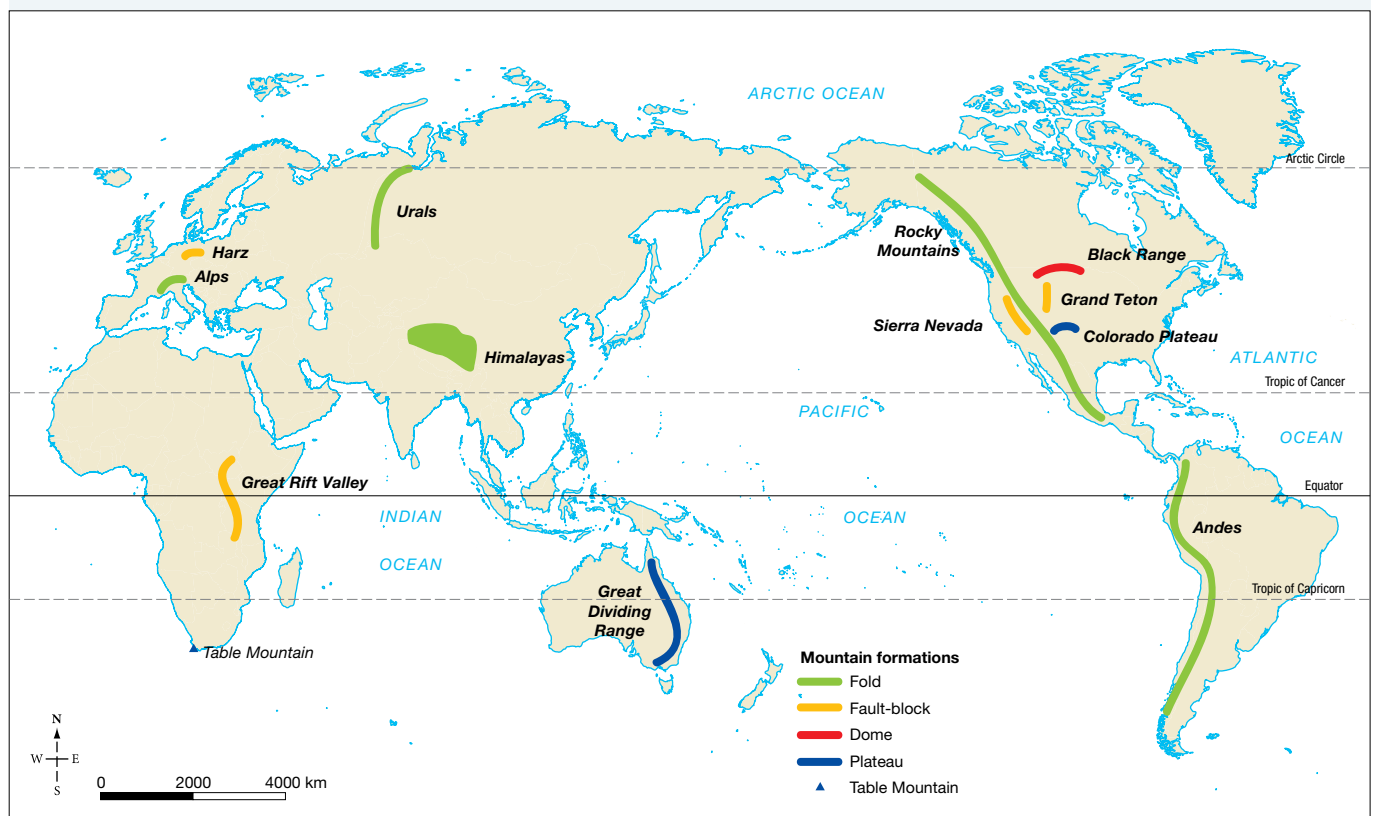 ARCTIC OCEAN
Arctic Circle
Urals
Rocky
Mountains
Harz
Black Range
Alps
Grand Teton
Sierra Nevada
Colorado Plateau
Himalayas
ATLANTIC
Tropic of Cancer
PACIFIC
OCEAN
Great Rift Valley
Equator
INDIAN
OCEAN
Andes
OCEAN
Great
Dividing
Range
Tropic of Capricorn
Table Mountain
Mountain formations
Fold
Fault-block
Dome
Plateau
Table Mountain
N
W E
S
0 2000 4000 km